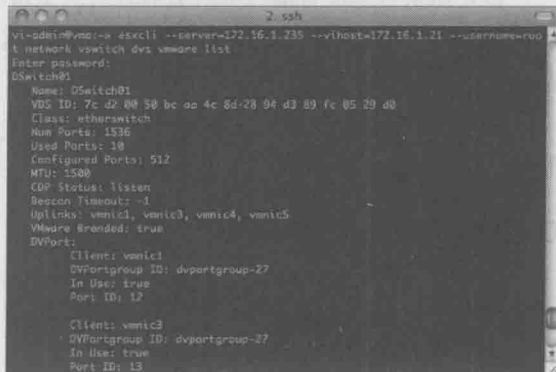 2. ssh
vi-admin@vma:~> esxcli --server=172.16.1.235 --vihost=172.16.1.21 --username=roo
t network vswitch dvs vmware list
Enter password:
DSwitch01
Name: DSwitch01
VDS ID: 7c d2 00 50 bc aa 4c 8d-28 94 d3 89 fc 05 29 d0
Class: etherswitch
Num Ports: 1536
Used Ports: 10
Configured Ports: 512
MTU: 1500
CDP Status: listen
Beacon Timeout: -1
Uplinks: vmnic1, vmnic3, vmnic4, vmnic5
VMware Branded: true
DVPort:
Client: vmnic1
DVPortgroup ID: dvportgroup-27
In Use: true
Port ID: 12
Client: vmnic3
DVPortgroup ID: dvportgroup-27
In Use: true
Port ID: 13